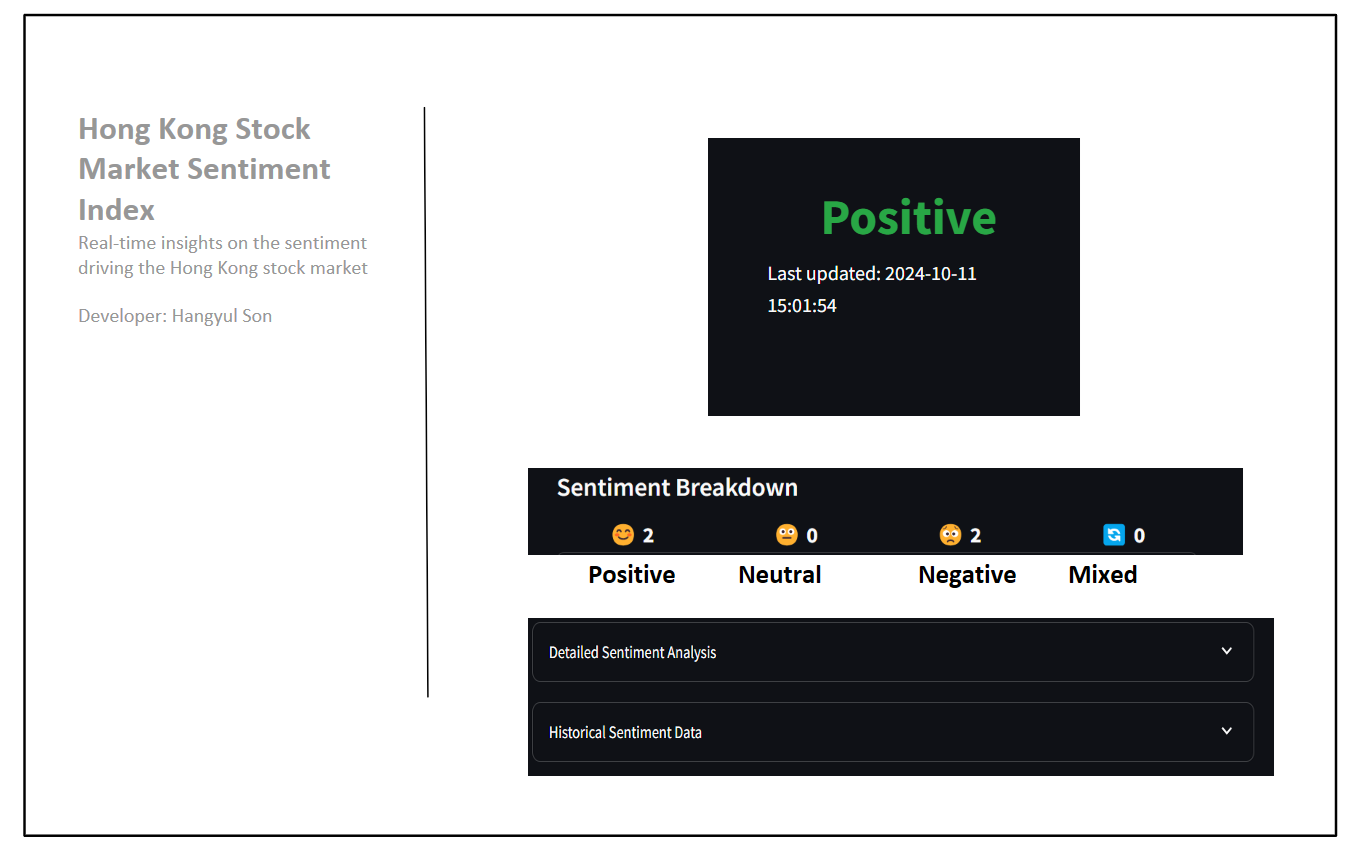 Hong Kong Stock
Market Sentiment
Index
Real-time insights on the sentiment
driving the Hong Kong stock market
Developer: Hangyul Son
Positive
Last updated: 2024-10-11
15:01:54
Sentiment Breakdown
😊 2 😐 0 😟 2 🔄 0
Positive Neutral Negative Mixed
Detailed Sentiment Analysis
Historical Sentiment Data